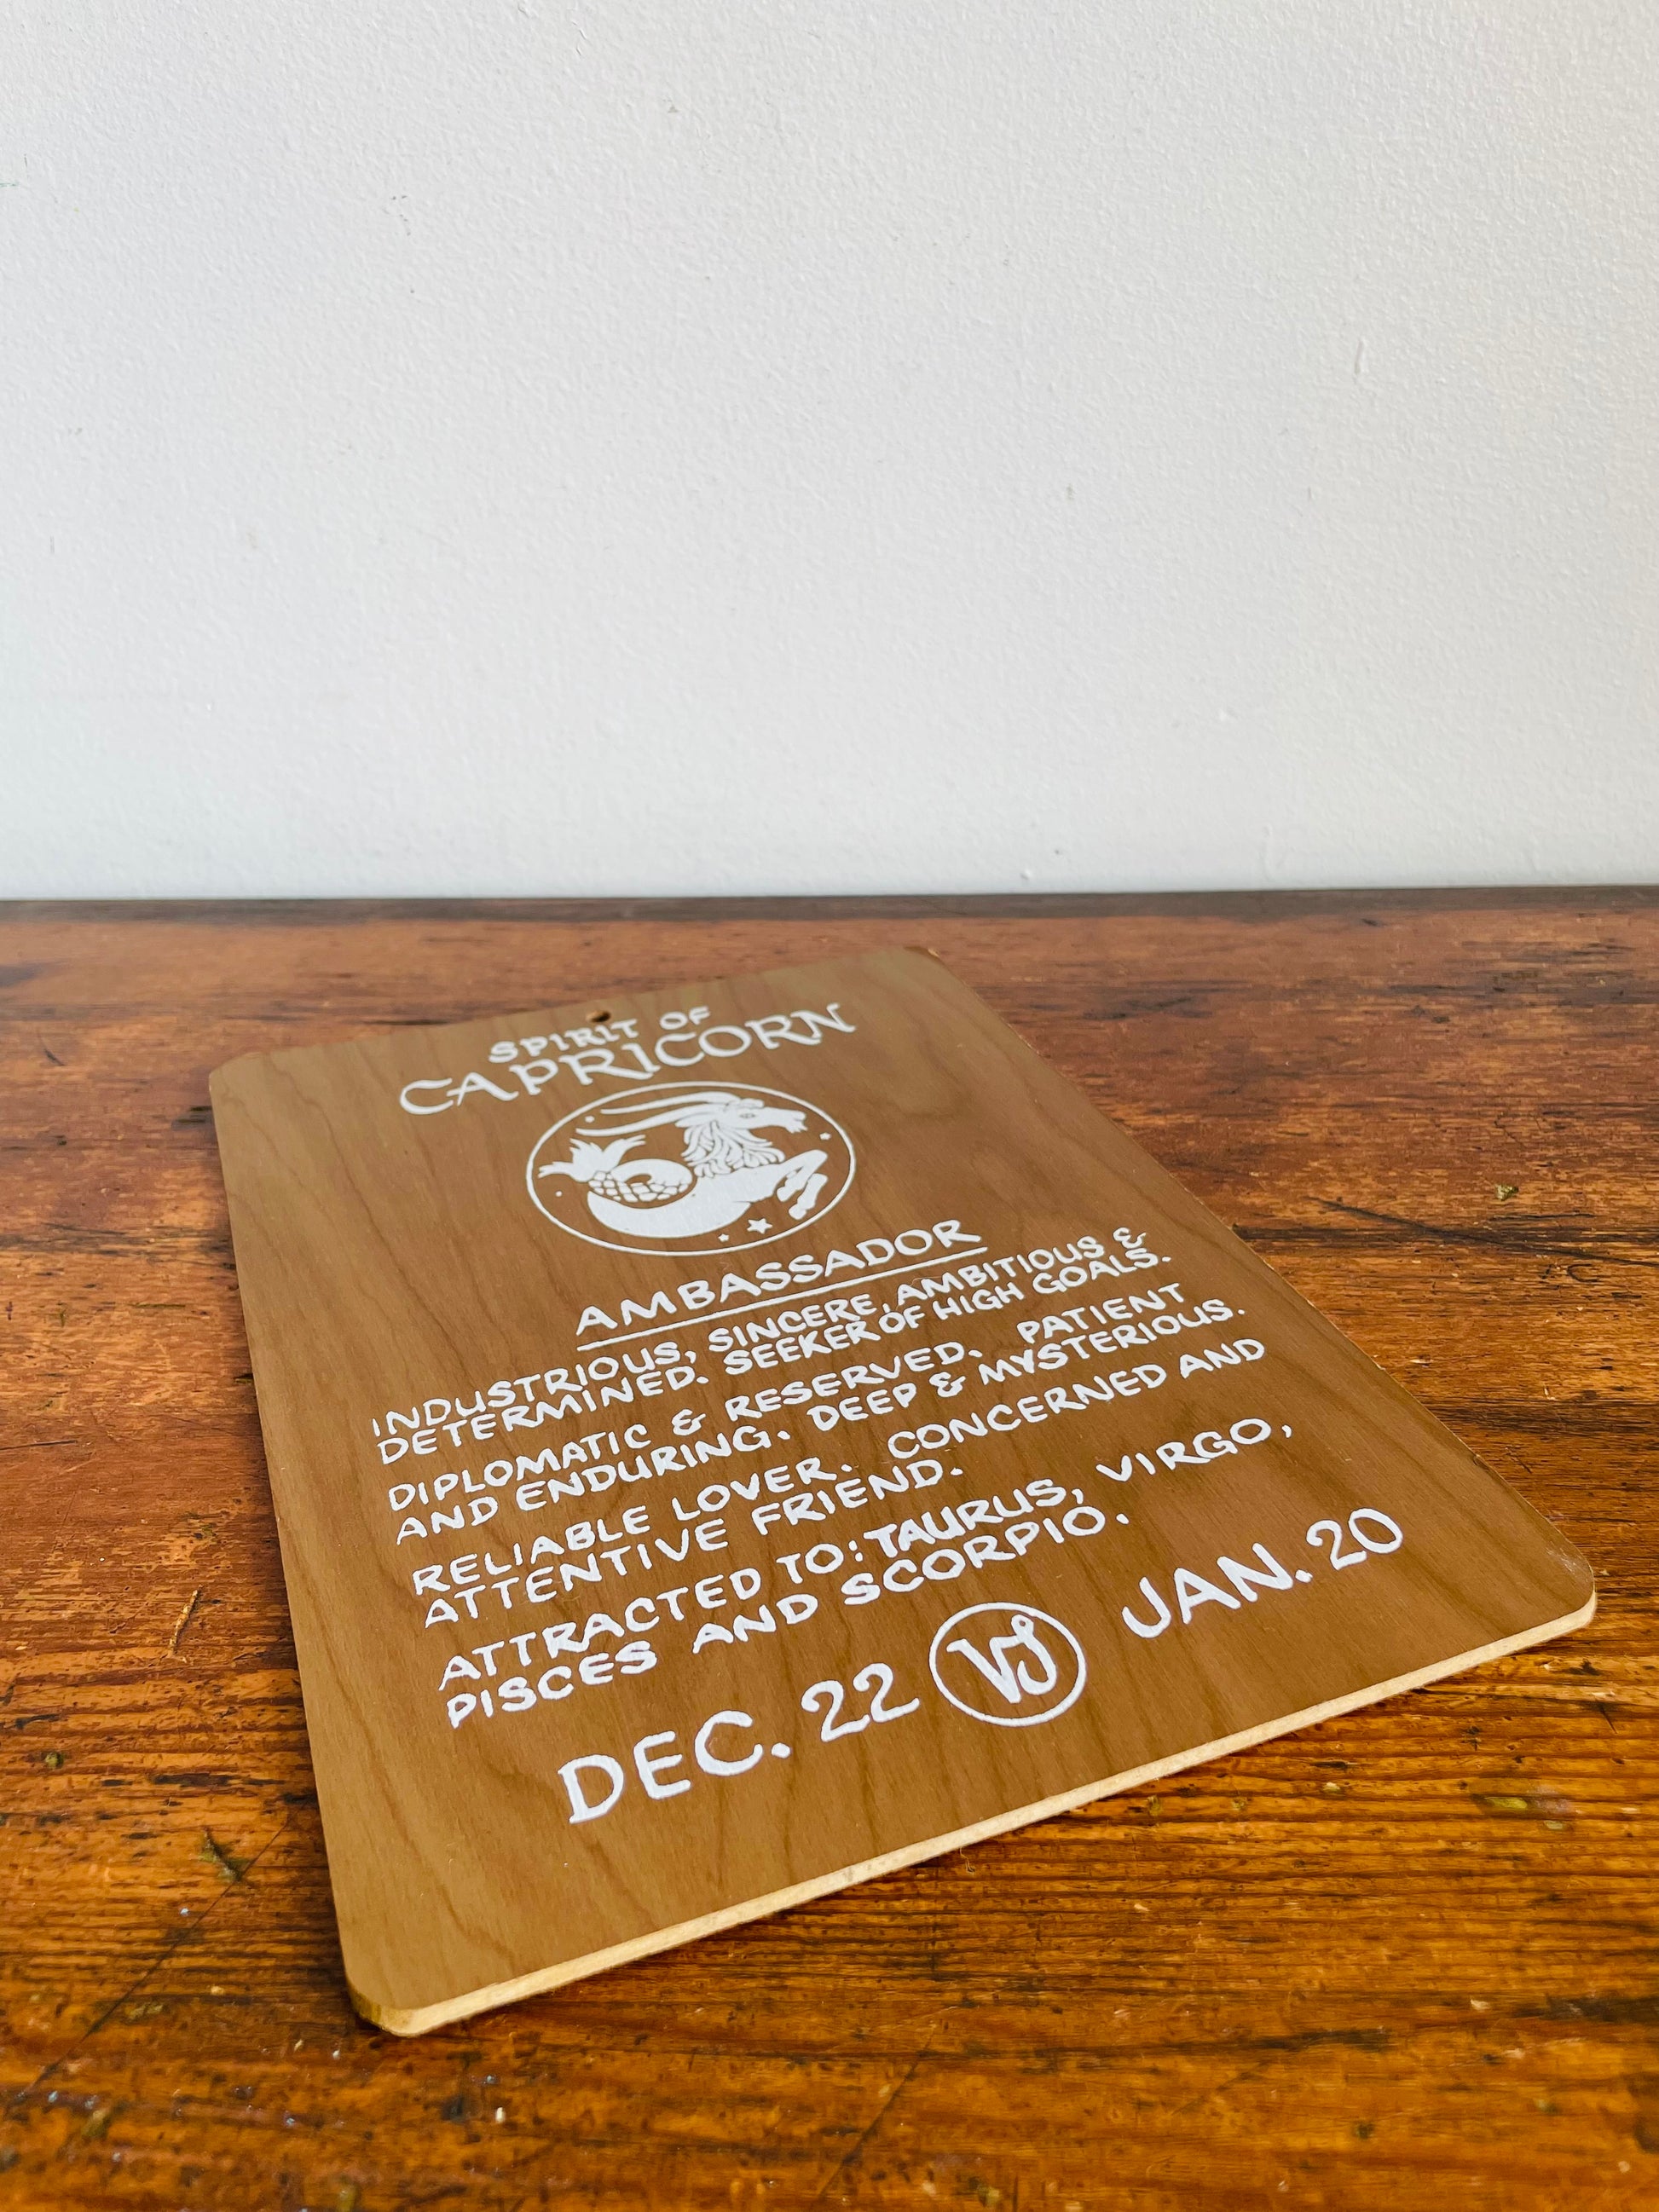 SPIRIT OF
CAPRICORN
AMBASSADOR
INDUSTRIOUS, SINCERE, AMBITIOUS &
DETERMINED. SEEKER OF HIGH GOALS.
DIPLOMATIC & RESERVED. PATIENT
AND ENDURING. DEEP & MYSTERIOUS.
RELIABLE LOVER. CONCERNED AND
ATTENTIVE FRIEND.
ATTRACTED TO: TAURUS, VIRGO,
PISCES AND SCORPIO.
DEC. 22 JAN. 20